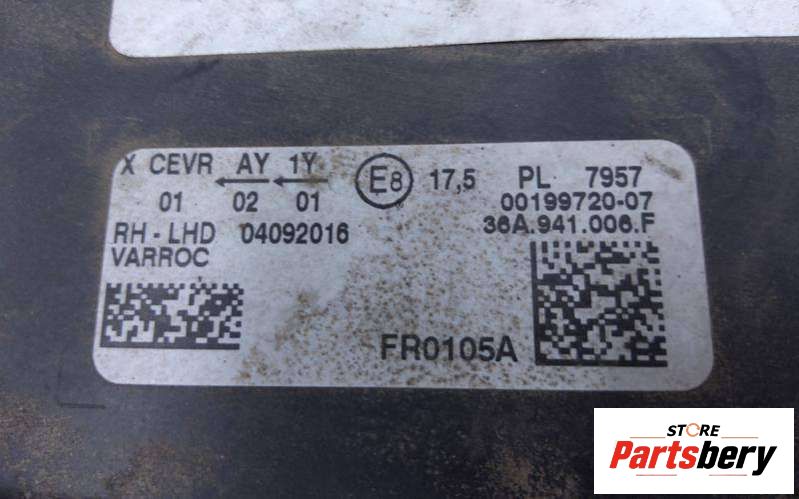 X CEVR AY 1Y E8 17,5 PL 7957
01 02 01 00199720-07
RH - LHD 04092016 36A.941.006.F
VARROC
FR0105A
STORE
Partsbery